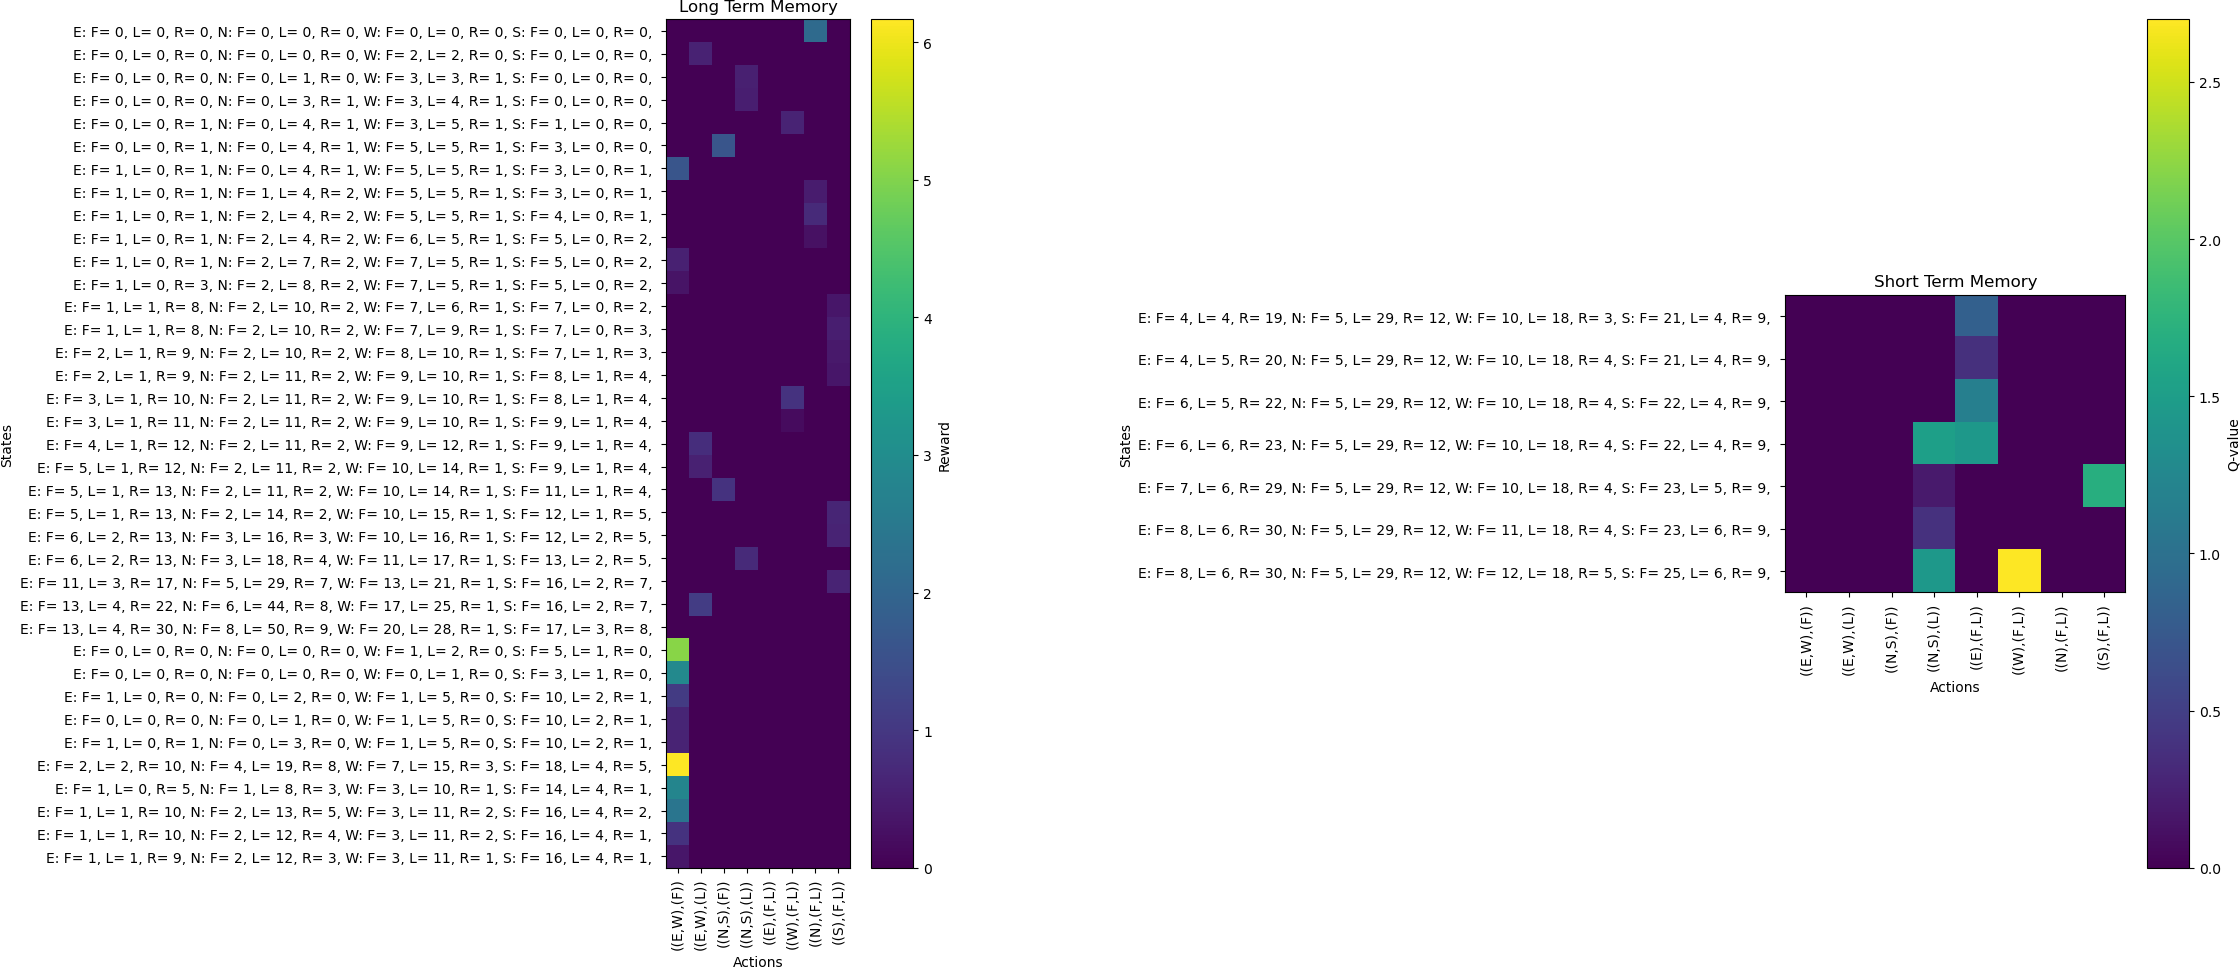 Long Term Memory
E: F= 0, L= 0, R= 0, N: F= 0, L= 0, R= 0, W: F= 0, L= 0, R= 0, S: F= 0, L= 0, R= 0,
E: F= 0, L= 0, R= 0, N: F= 0, L= 0, R= 0, W: F= 2, L= 2, R= 0, S: F= 0, L= 0, R= 0,
E: F= 0, L= 0, R= 0, N: F= 0, L= 1, R= 0, W: F= 3, L= 3, R= 1, S: F= 0, L= 0, R= 0,
E: F= 0, L= 0, R= 0, N: F= 0, L= 3, R= 1, W: F= 3, L= 4, R= 1, S: F= 0, L= 0, R= 0,
E: F= 0, L= 0, R= 1, N: F= 0, L= 4, R= 1, W: F= 3, L= 5, R= 1, S: F= 1, L= 0, R= 0,
E: F= 0, L= 0, R= 1, N: F= 0, L= 4, R= 1, W: F= 5, L= 5, R= 1, S: F= 3, L= 0, R= 0,
E: F= 1, L= 0, R= 1, N: F= 0, L= 4, R= 1, W: F= 5, L= 5, R= 1, S: F= 3, L= 0, R= 1,
E: F= 1, L= 0, R= 1, N: F= 1, L= 4, R= 2, W: F= 5, L= 5, R= 1, S: F= 3, L= 0, R= 1,
E: F= 1, L= 0, R= 1, N: F= 2, L= 4, R= 2, W: F= 5, L= 5, R= 1, S: F= 4, L= 0, R= 1,
E: F= 1, L= 0, R= 1, N: F= 2, L= 4, R= 2, W: F= 6, L= 5, R= 1, S: F= 5, L= 0, R= 2,
E: F= 1, L= 0, R= 1, N: F= 2, L= 7, R= 2, W: F= 7, L= 5, R= 1, S: F= 5, L= 0, R= 2,
E: F= 1, L= 0, R= 3, N: F= 2, L= 8, R= 2, W: F= 7, L= 5, R= 1, S: F= 5, L= 0, R= 2,
E: F= 1, L= 1, R= 8, N: F= 2, L= 10, R= 2, W: F= 7, L= 6, R= 1, S: F= 7, L= 0, R= 2,
E: F= 1, L= 1, R= 8, N: F= 2, L= 10, R= 2, W: F= 7, L= 9, R= 1, S: F= 7, L= 0, R= 3,
E: F= 2, L= 1, R= 9, N: F= 2, L= 10, R= 2, W: F= 8, L= 10, R= 1, S: F= 7, L= 1, R= 3,
E: F= 2, L= 1, R= 9, N: F= 2, L= 11, R= 2, W: F= 9, L= 10, R= 1, S: F= 8, L= 1, R= 4,
E: F= 3, L= 1, R= 10, N: F= 2, L= 11, R= 2, W: F= 9, L= 10, R= 1, S: F= 8, L= 1, R= 4,
E: F= 3, L= 1, R= 11, N: F= 2, L= 11, R= 2, W: F= 9, L= 10, R= 1, S: F= 9, L= 1, R= 4,
E: F= 4, L= 1, R= 12, N: F= 2, L= 11, R= 2, W: F= 9, L= 12, R= 1, S: F= 9, L= 1, R= 4,
E: F= 5, L= 1, R= 12, N: F= 2, L= 11, R= 2, W: F= 10, L= 14, R= 1, S: F= 9, L= 1, R= 4,
E: F= 5, L= 1, R= 13, N: F= 2, L= 11, R= 2, W: F= 10, L= 14, R= 1, S: F= 11, L= 1, R= 4,
E: F= 5, L= 1, R= 13, N: F= 2, L= 14, R= 2, W: F= 10, L= 15, R= 1, S: F= 12, L= 1, R= 5,
E: F= 6, L= 2, R= 13, N: F= 3, L= 16, R= 3, W: F= 10, L= 16, R= 1, S: F= 12, L= 2, R= 5,
E: F= 6, L= 2, R= 13, N: F= 3, L= 18, R= 4, W: F= 11, L= 17, R= 1, S: F= 13, L= 2, R= 5,
E: F= 11, L= 3, R= 17, N: F= 5, L= 29, R= 7, W: F= 13, L= 21, R= 1, S: F= 16, L= 2, R= 7,
E: F= 13, L= 4, R= 22, N: F= 6, L= 44, R= 8, W: F= 17, L= 25, R= 1, S: F= 16, L= 2, R= 7,
E: F= 13, L= 4, R= 30, N: F= 8, L= 50, R= 9, W: F= 20, L= 28, R= 1, S: F= 17, L= 3, R= 8,
E: F= 0, L= 0, R= 0, N: F= 0, L= 0, R= 0, W: F= 1, L= 2, R= 0, S: F= 5, L= 1, R= 0,
E: F= 0, L= 0, R= 0, N: F= 0, L= 0, R= 0, W: F= 0, L= 1, R= 0, S: F= 3, L= 1, R= 0,
E: F= 1, L= 0, R= 0, N: F= 0, L= 2, R= 0, W: F= 1, L= 5, R= 0, S: F= 10, L= 2, R= 1,
E: F= 0, L= 0, R= 0, N: F= 0, L= 1, R= 0, W: F= 1, L= 5, R= 0, S: F= 10, L= 2, R= 1,
E: F= 1, L= 0, R= 1, N: F= 0, L= 3, R= 0, W: F= 1, L= 5, R= 0, S: F= 10, L= 2, R= 1,
E: F= 2, L= 2, R= 10, N: F= 4, L= 19, R= 8, W: F= 7, L= 15, R= 3, S: F= 18, L= 4, R= 5,
E: F= 1, L= 0, R= 5, N: F= 1, L= 8, R= 3, W: F= 3, L= 10, R= 1, S: F= 14, L= 4, R= 1,
E: F= 1, L= 1, R= 10, N: F= 2, L= 13, R= 5, W: F= 3, L= 11, R= 2, S: F= 16, L= 4, R= 2,
E: F= 1, L= 1, R= 10, N: F= 2, L= 12, R= 4, W: F= 3, L= 11, R= 2, S: F= 16, L= 4, R= 1,
E: F= 1, L= 1, R= 9, N: F= 2, L= 12, R= 3, W: F= 3, L= 11, R= 1, S: F= 16, L= 4, R= 1,
States
((E,W),(F))
((E,W),(L))
((N,S),(F))
((N,S),(L))
((E),(F,L))
((W),(F,L))
((N),(F,L))
((S),(F,L))
Actions
6
5
4
3
2
1
0
Reward
Short Term Memory
E: F= 4, L= 4, R= 19, N: F= 5, L= 29, R= 12, W: F= 10, L= 18, R= 3, S: F= 21, L= 4, R= 9,
E: F= 4, L= 5, R= 20, N: F= 5, L= 29, R= 12, W: F= 10, L= 18, R= 4, S: F= 21, L= 4, R= 9,
E: F= 6, L= 5, R= 22, N: F= 5, L= 29, R= 12, W: F= 10, L= 18, R= 4, S: F= 22, L= 4, R= 9,
E: F= 6, L= 6, R= 23, N: F= 5, L= 29, R= 12, W: F= 10, L= 18, R= 4, S: F= 22, L= 4, R= 9,
E: F= 7, L= 6, R= 29, N: F= 5, L= 29, R= 12, W: F= 10, L= 18, R= 4, S: F= 23, L= 5, R= 9,
E: F= 8, L= 6, R= 30, N: F= 5, L= 29, R= 12, W: F= 11, L= 18, R= 4, S: F= 23, L= 6, R= 9,
E: F= 8, L= 6, R= 30, N: F= 5, L= 29, R= 12, W: F= 12, L= 18, R= 5, S: F= 25, L= 6, R= 9,
States
((E,W),(F))
((E,W),(L))
((N,S),(F))
((N,S),(L))
((E),(F,L))
((W),(F,L))
((N),(F,L))
((S),(F,L))
Actions
2.5
2.0
1.5
1.0
0.5
0.0
Q-value